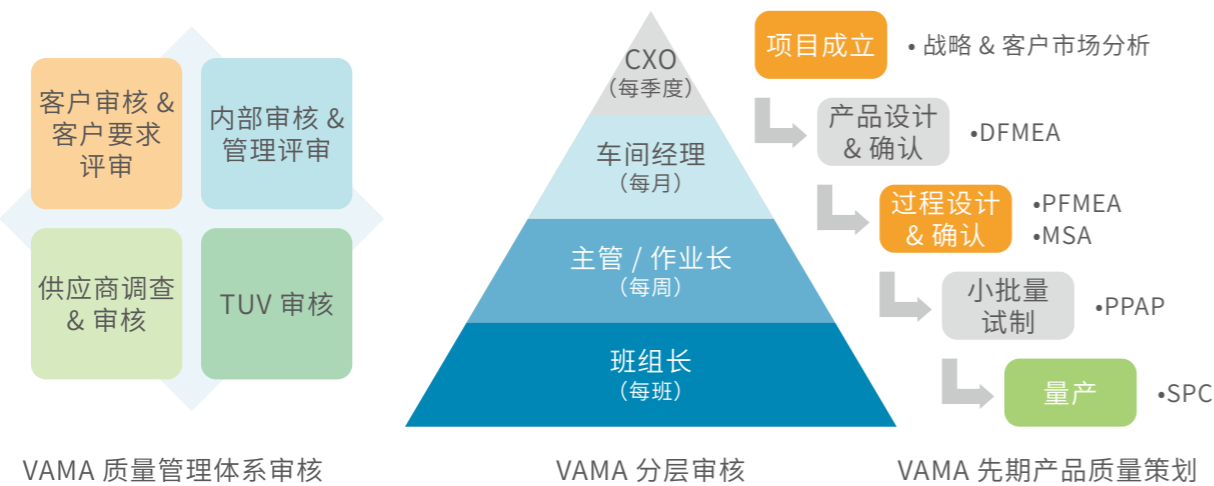 客户审核 &
客户要求
评审
内部审核 &
管理评审
供应商调查
& 审核
TUV 审核
VAMA 质量管理体系审核
CXO
（每季度）
车间经理
（每月）
主管 / 作业长
（每周）
班组长
（每班）
VAMA 分层审核
项目成立
• 战略 & 客户市场分析
产品设计
& 确认
•DFMEA
过程设计
& 确认
•PFMEA
•MSA
小批量
试制
•PPAP
量产
•SPC
VAMA 先期产品质量策划